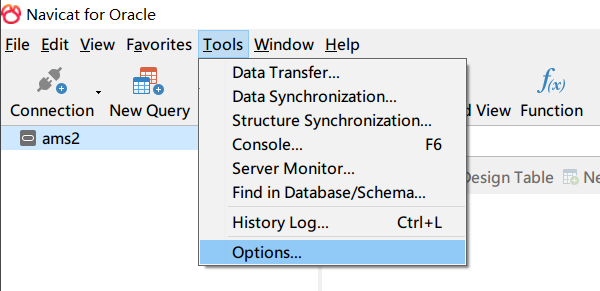 Navicat for Oracle
File Edit View Favorites Tools Window Help
Connection New Query
d View Function
ams2
Data Transfer...
Data Synchronization...
Structure Synchronization...
Console... F6
Server Monitor...
Find in Database/Schema...
History Log... Ctrl+L
Options...
Design Table Ne